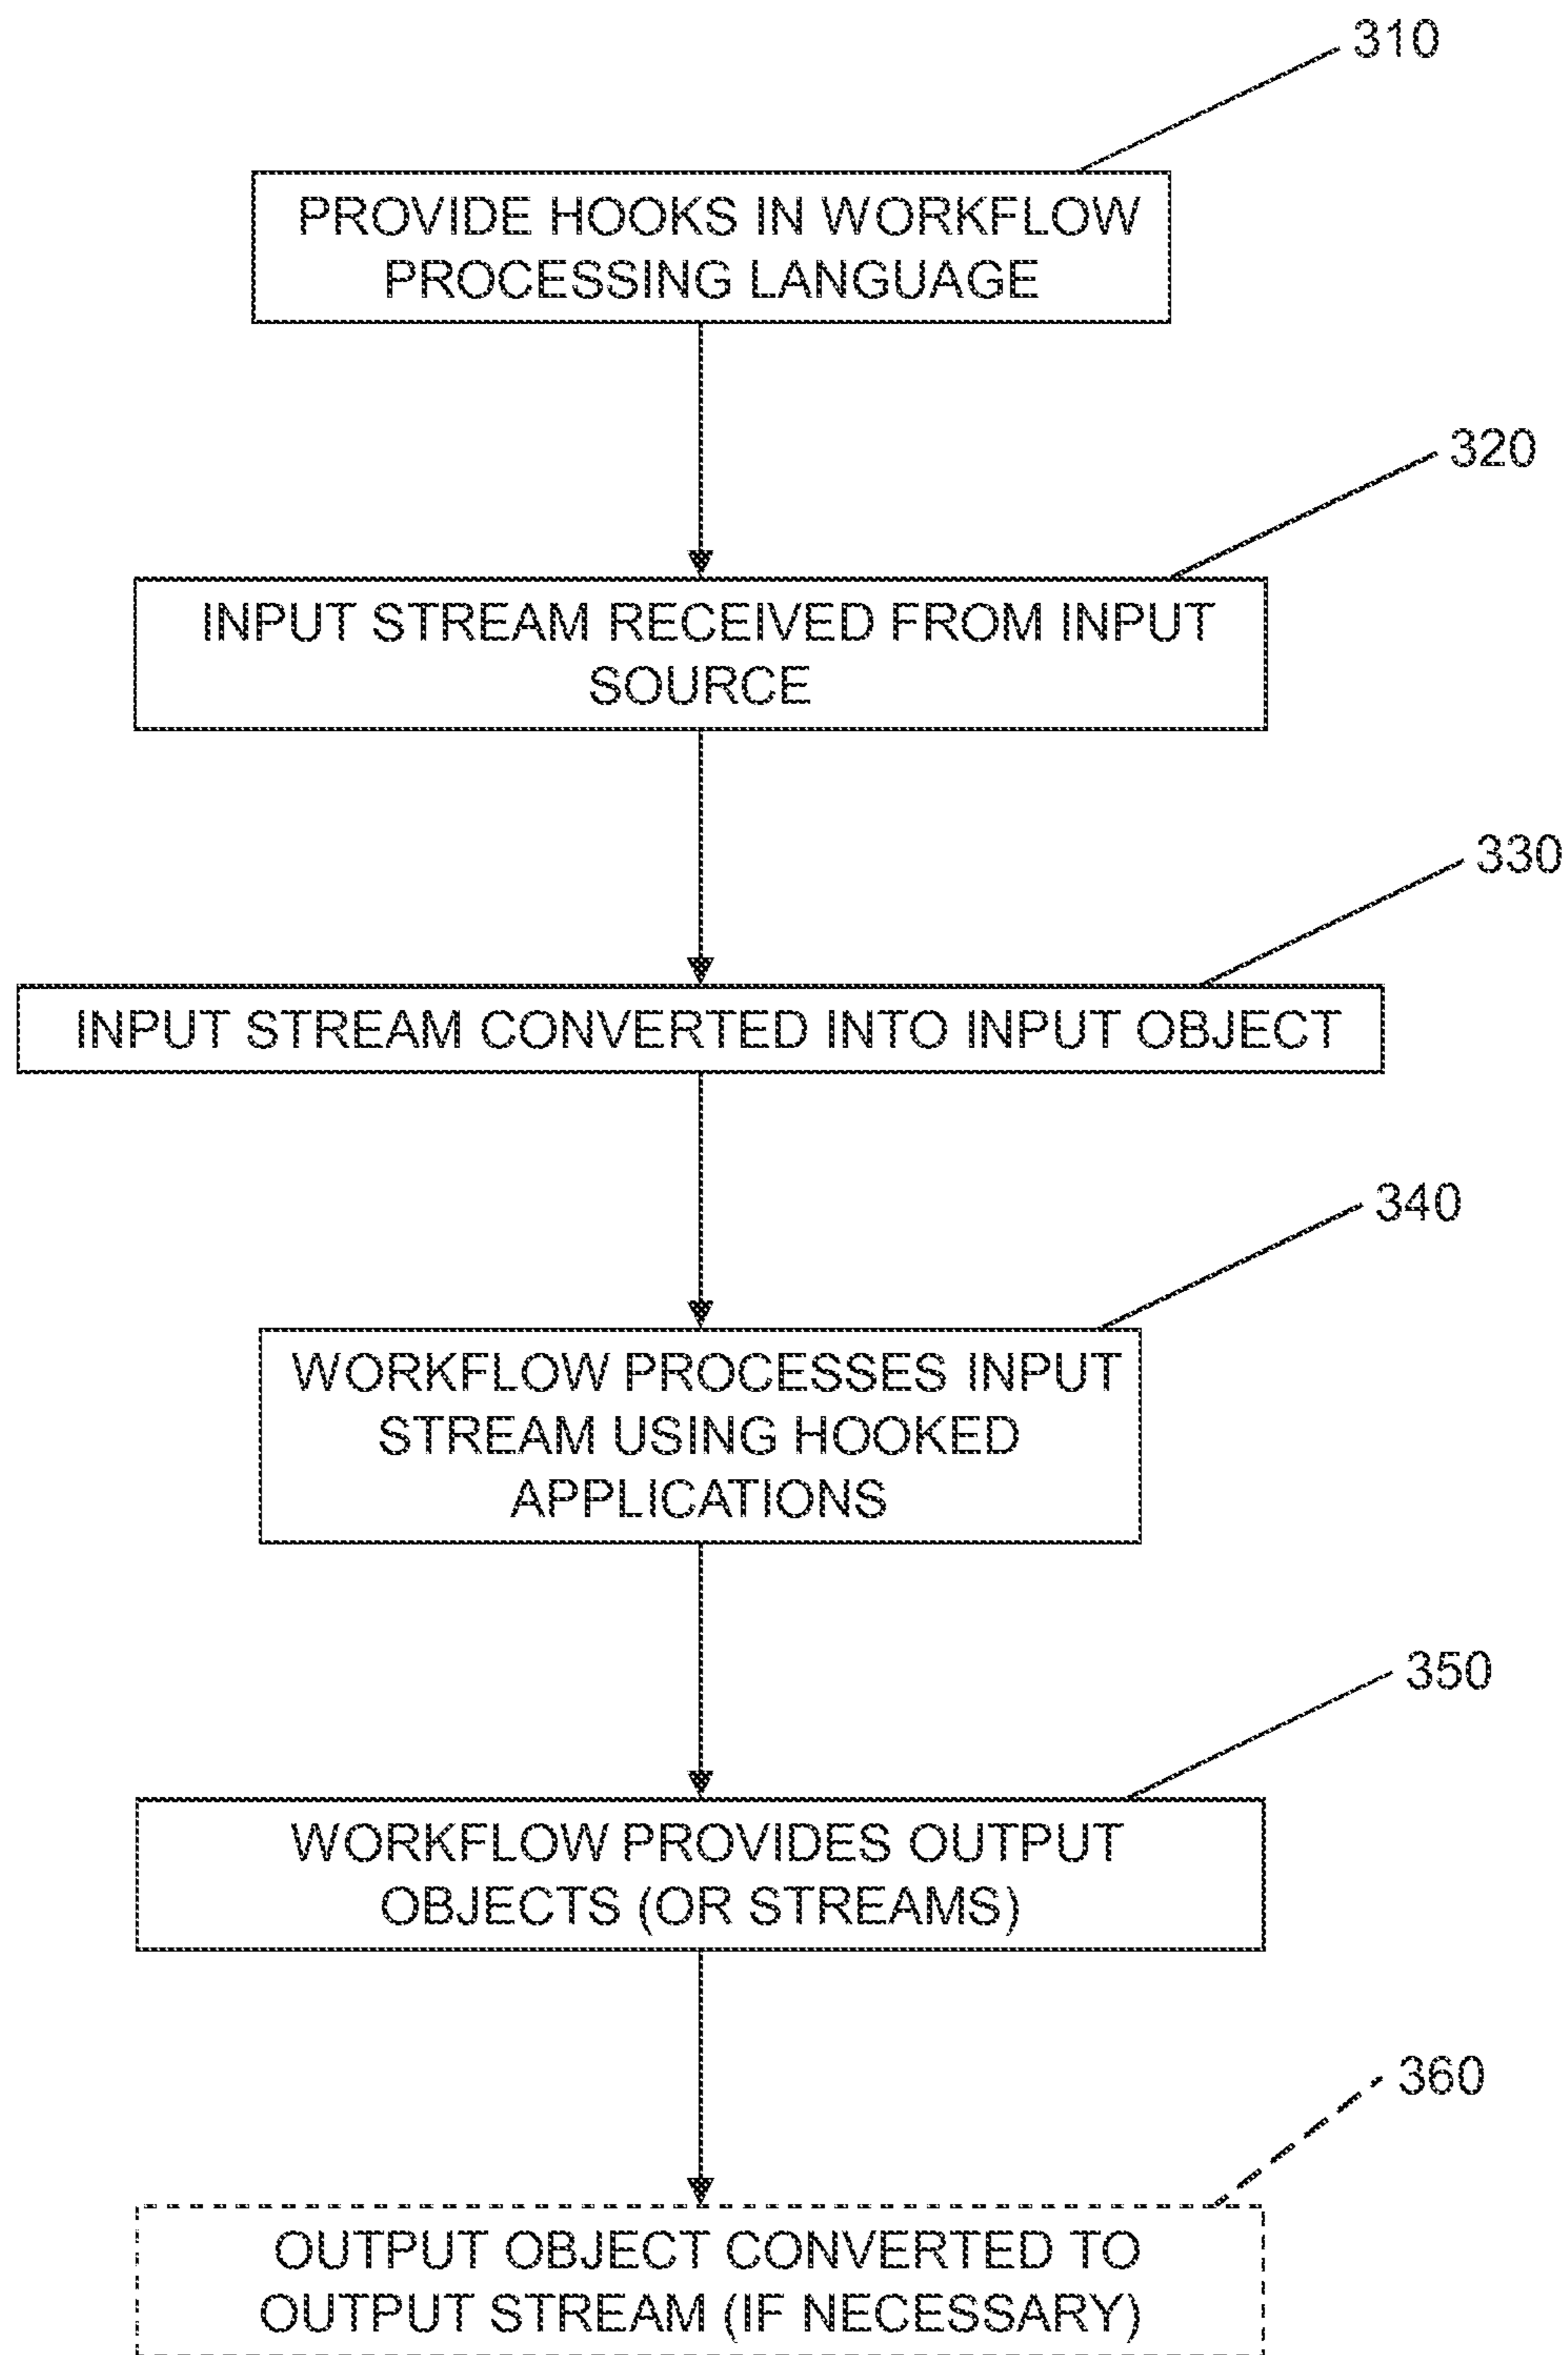 310
PROVIDE HOOKS IN WORKFLOW
PROCESSING LANGUAGE
320
INPUT STREAM RECEIVED FROM INPUT
SOURCE
330
INPUT STREAM CONVERTED INTO INPUT OBJECT
340
WORKFLOW PROCESSES INPUT
STREAM USING HOOKED
APPLICATIONS
350
WORKFLOW PROVIDES OUTPUT
OBJECTS (OR STREAMS)
360
OUTPUT OBJECT CONVERTED TO
OUTPUT STREAM (IF NECESSARY)